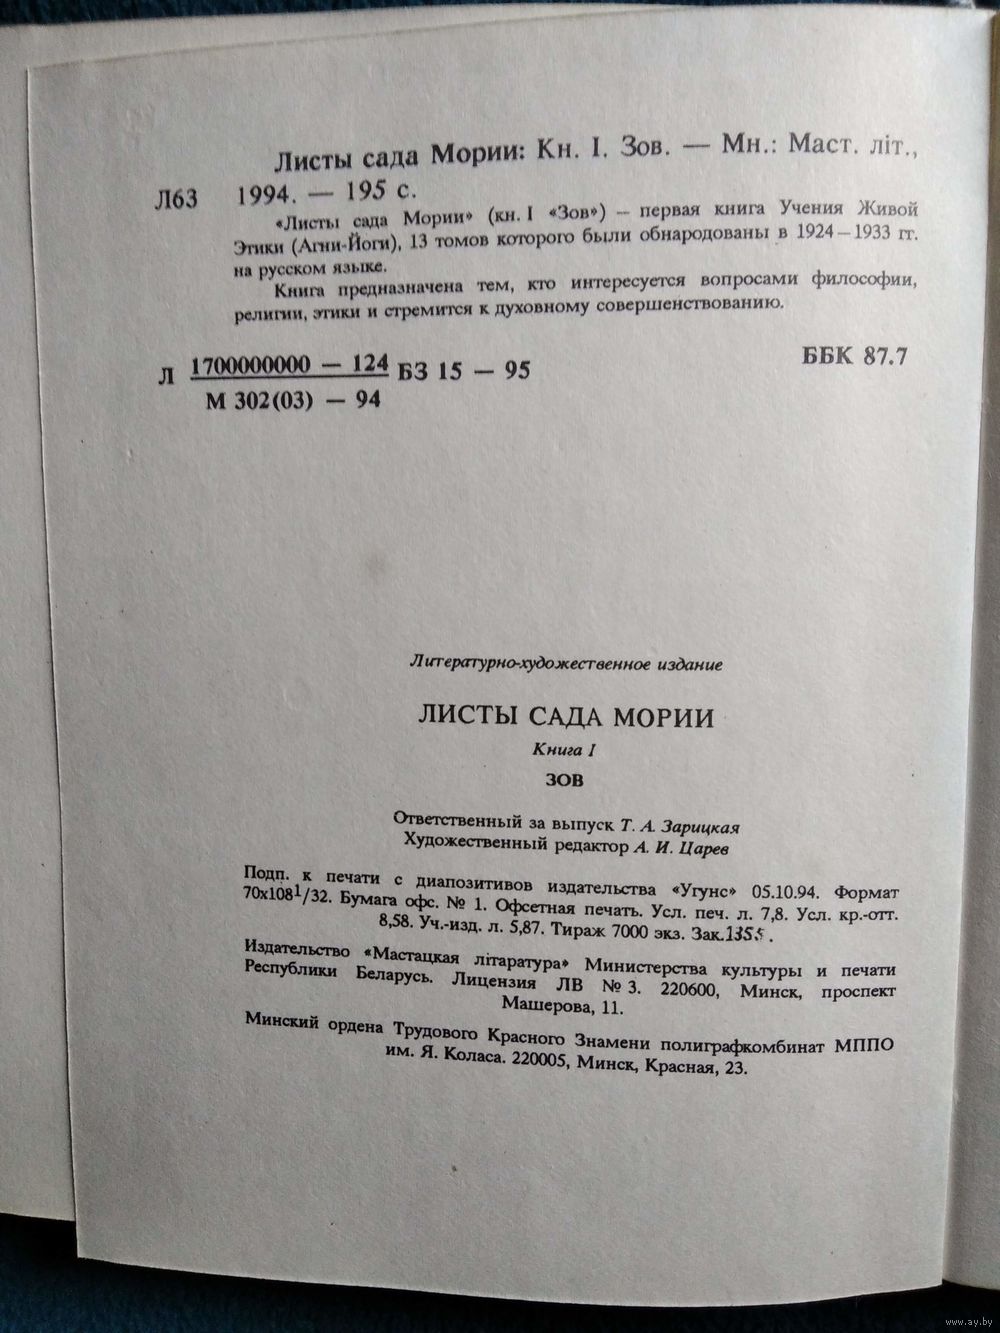 Листы сада Мории: Кн. I. Зов. — Мн.: Маст. літ.,
Л63 1994. — 195 с.
«Листы сада Мории» (кн. I «Зов») – первая книга Учения Живой
Этики (Агни-Йоги), 13 томов которого были обнародованы в 1924–1933 гг.
на русском языке.
Книга предназначена тем, кто интересуется вопросами философии,
религии, этики и стремится к духовному совершенствованию.
Л 1700000000 — 124 БЗ 15 — 95
М 302(03) — 94
ББК 87.7
Литературно-художественное издание
ЛИСТЫ САДА МОРИИ
Книга I
ЗОВ
Ответственный за выпуск Т. А. Зарицкая
Художественный редактор А. И. Царев
Подп. к печати с диапозитивов издательства «Угунс» 05.10.94. Формат
70x108¹/32. Бумага офс. № 1. Офсетная печать. Усл. печ. л. 7,8. Усл. кр.-отт.
8,58. Уч.-изд. л. 5,87. Тираж 7000 экз. Зак.1355.
Издательство «Мастацкая літаратура» Министерства культуры и печати
Республики Беларусь. Лицензия ЛВ № 3. 220600, Минск, проспект
Машерова, 11.
Минский ордена Трудового Красного Знамени полиграфкомбинат МППО
им. Я. Коласа. 220005, Минск, Красная, 23.
www.ay.by